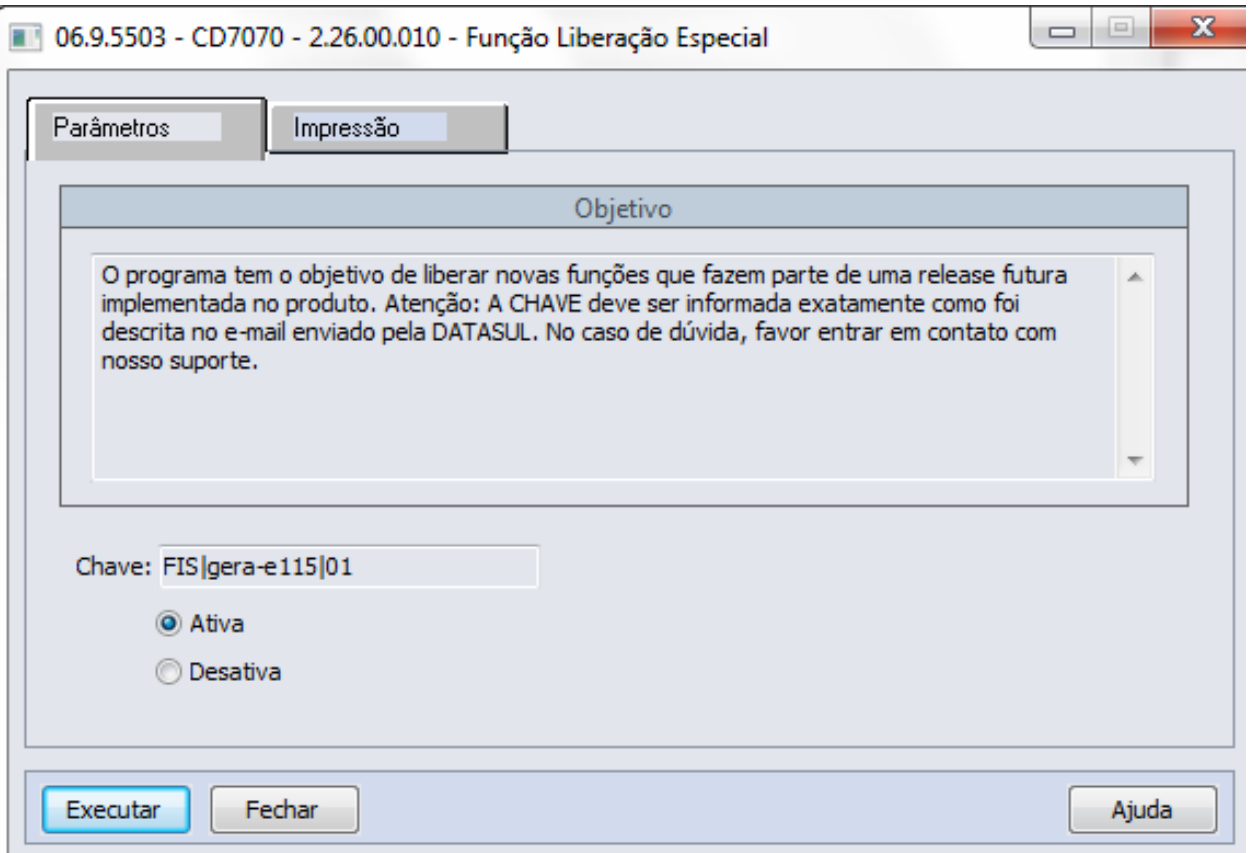 06.9.5503 - CD7070 - 2.26.00.010 - Função Liberação Especial
Parâmetros
Impressão
Objetivo
O programa tem o objetivo de liberar novas funções que fazem parte de uma release futura
implementada no produto. Atenção: A CHAVE deve ser informada exatamente como foi
descrita no e-mail enviado pela DATASUL. No caso de dúvida, favor entrar em contato com
nosso suporte.
Chave: FIS|gera-e115|01
Ativa
Desativa
Executar
Fechar
Ajuda